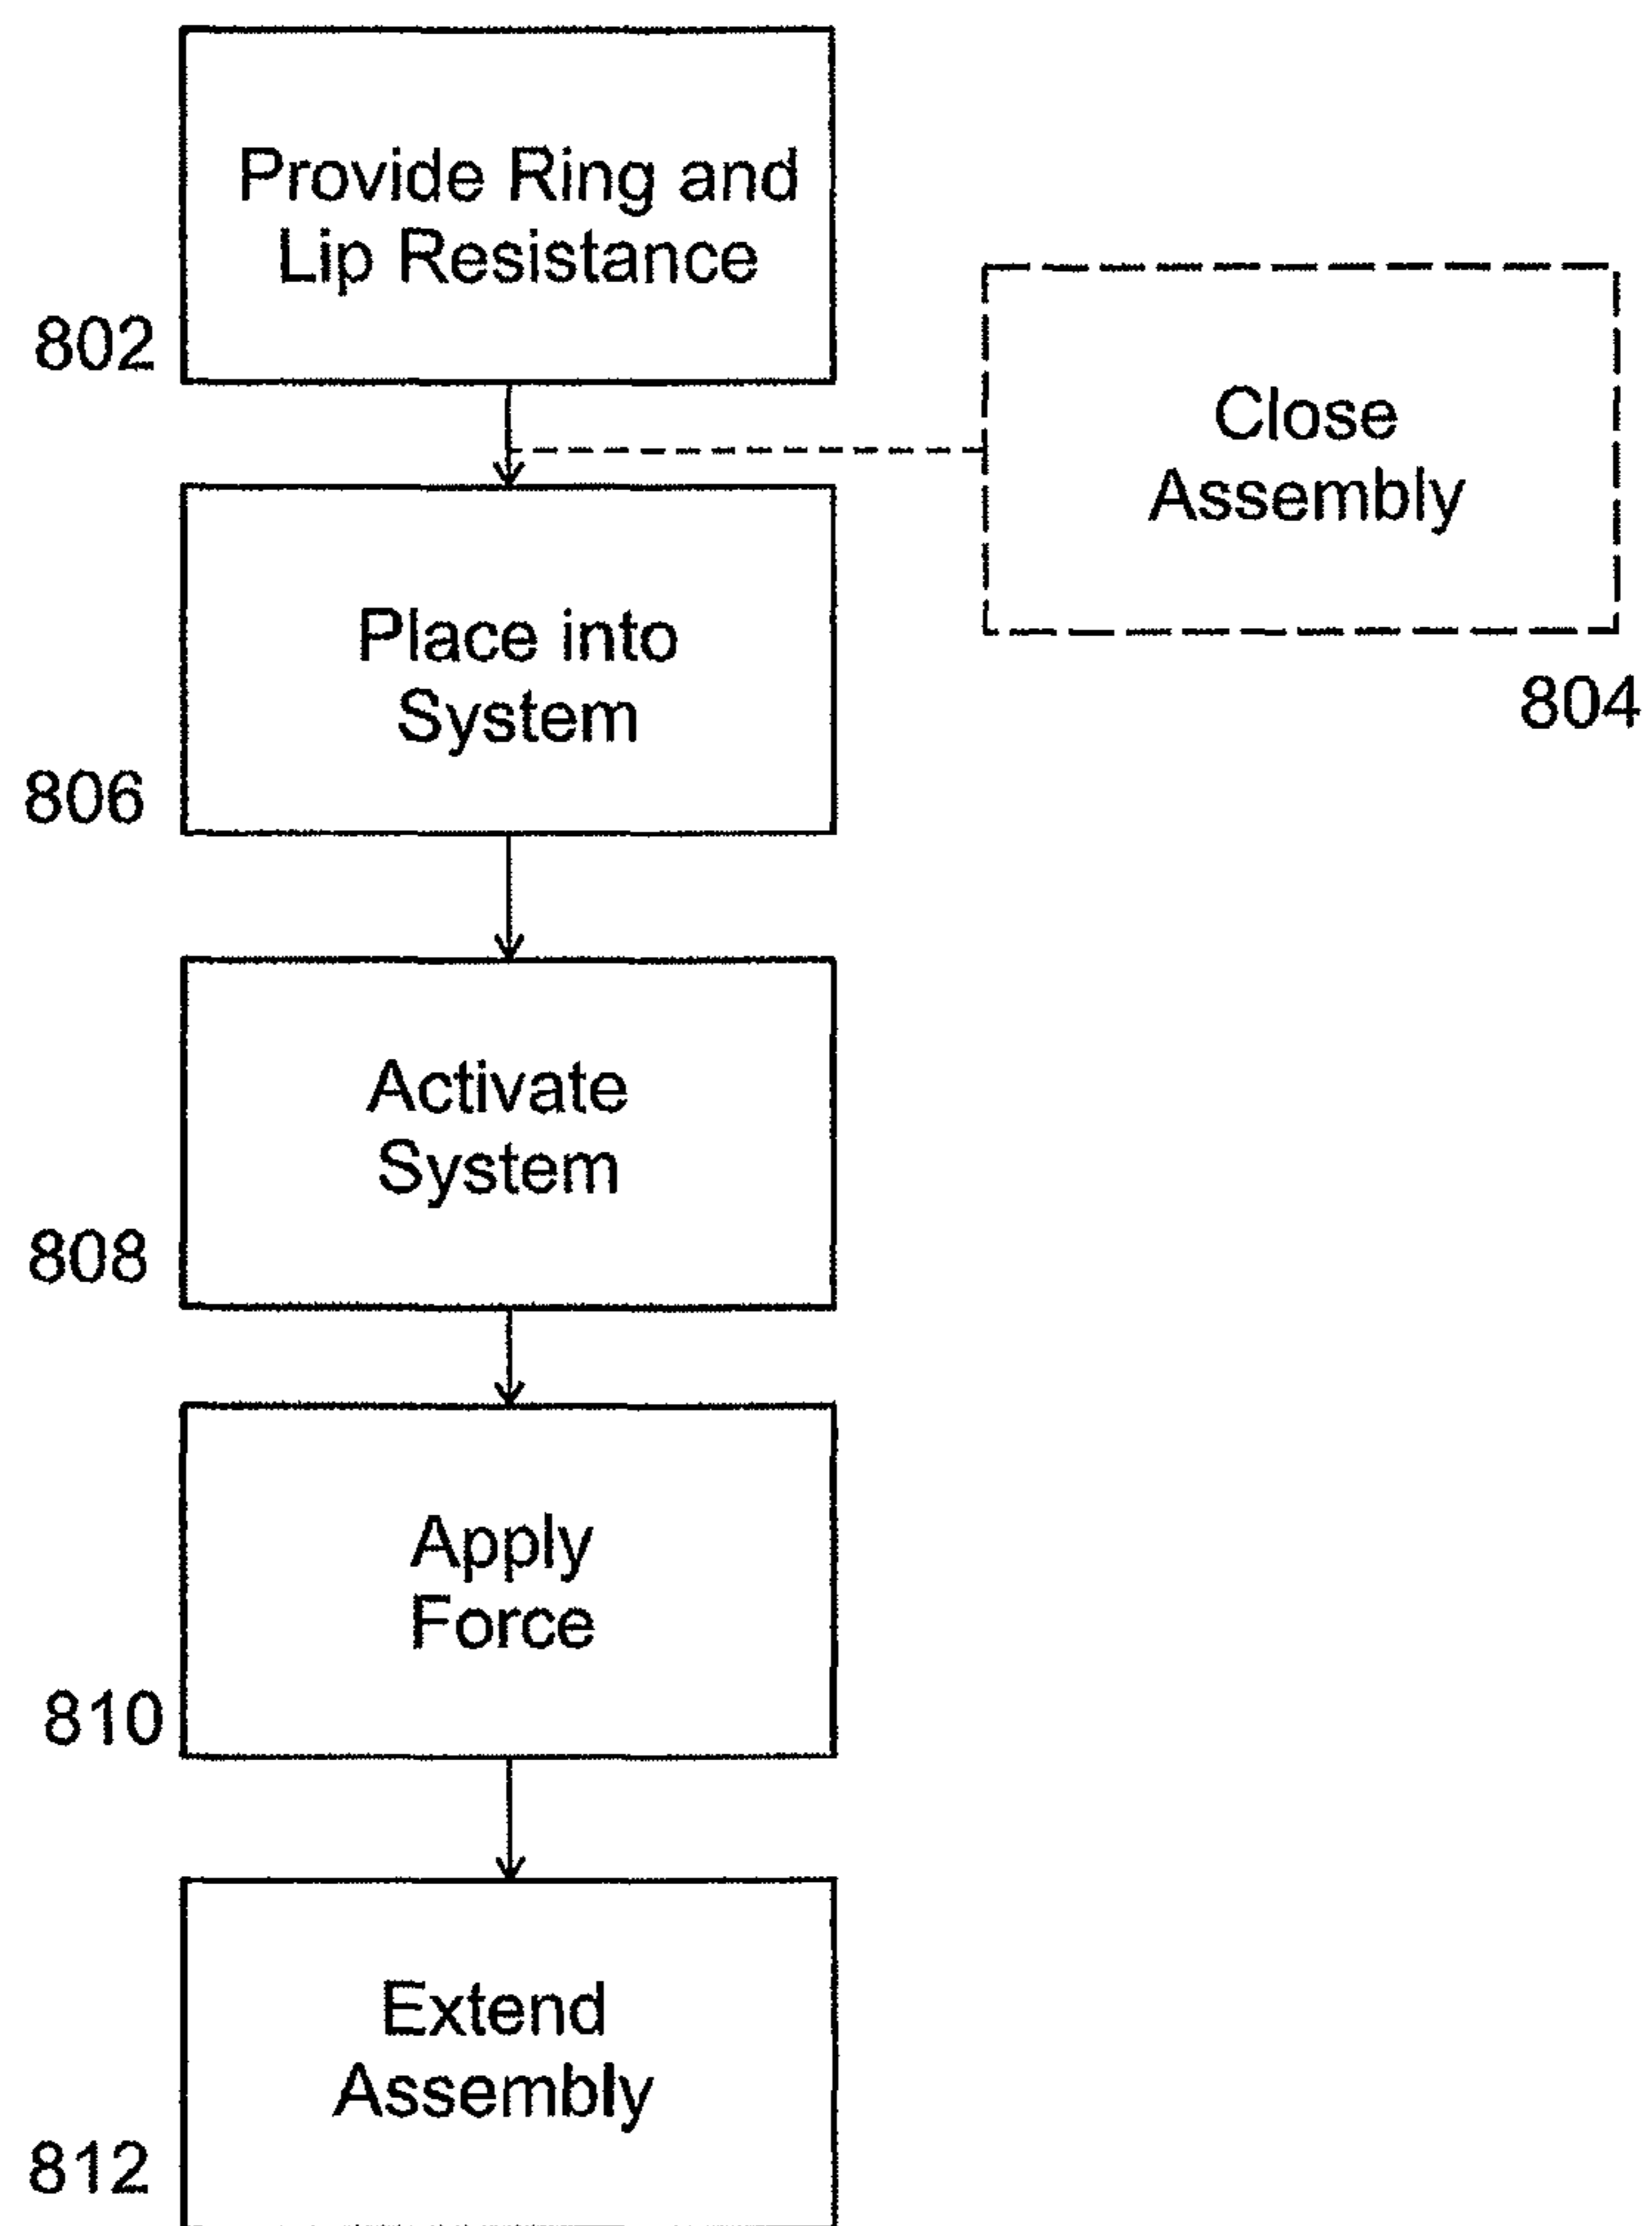 Provide Ring and
Lip Resistance
802
Close
Assembly
804
Place into
System
806
Activate
System
808
Apply
Force
810
Extend
Assembly
812